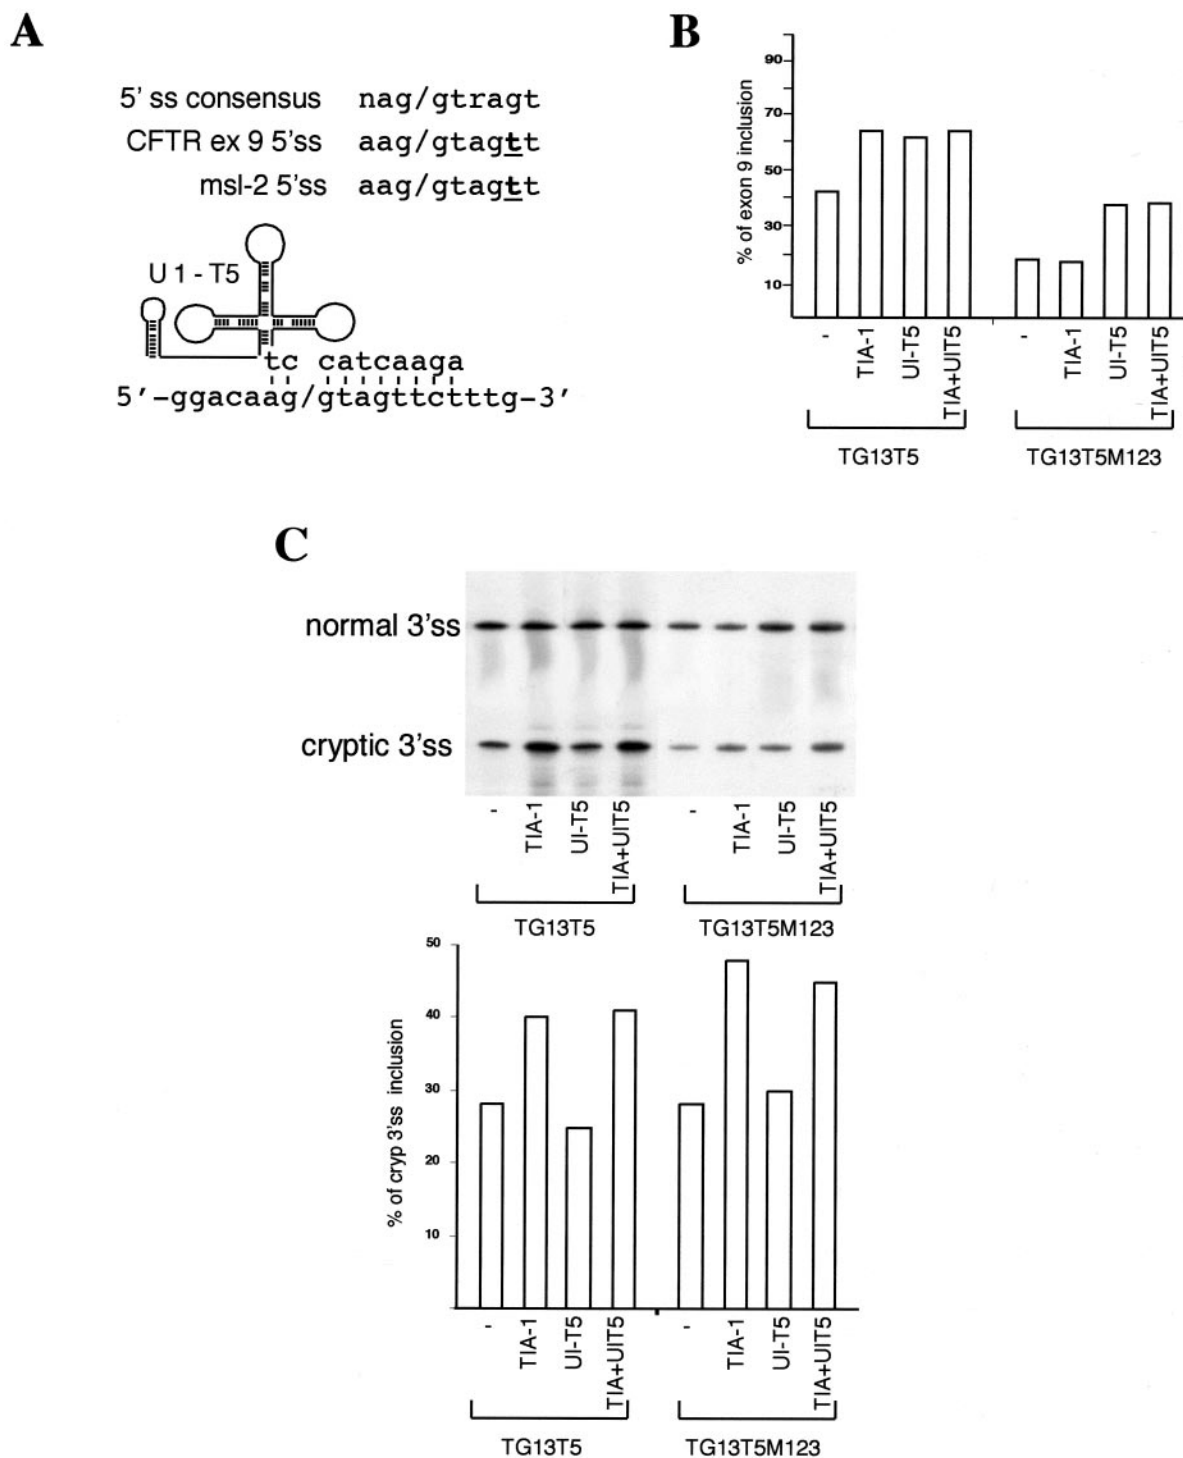 A
5' ss consensus nag/gtragt
CFTR ex 9 5'ss aag/gtagtt
msl-2 5'ss aag/gtagtt
U 1 - T5
tc catcaaga
5'-ggacaag/gtagttctttg-3'
B
% of exon 9 inclusion
90
70
50
30
10
- TIA-1 UI-T5 TIA+UIT5 - TIA-1 UI-T5 TIA+UIT5
TG13T5 TG13T5M123
C
normal 3'ss
cryptic 3'ss
- TIA-1 UI-T5 TIA+UIT5 - TIA-1 UI-T5 TIA+UIT5
TG13T5 TG13T5M123
% of cryp 3'ss inclusion
50
40
30
20
10
- TIA-1 UI-T5 TIA+UIT5 - TIA-1 UI-T5 TIA+UIT5
TG13T5 TG13T5M123